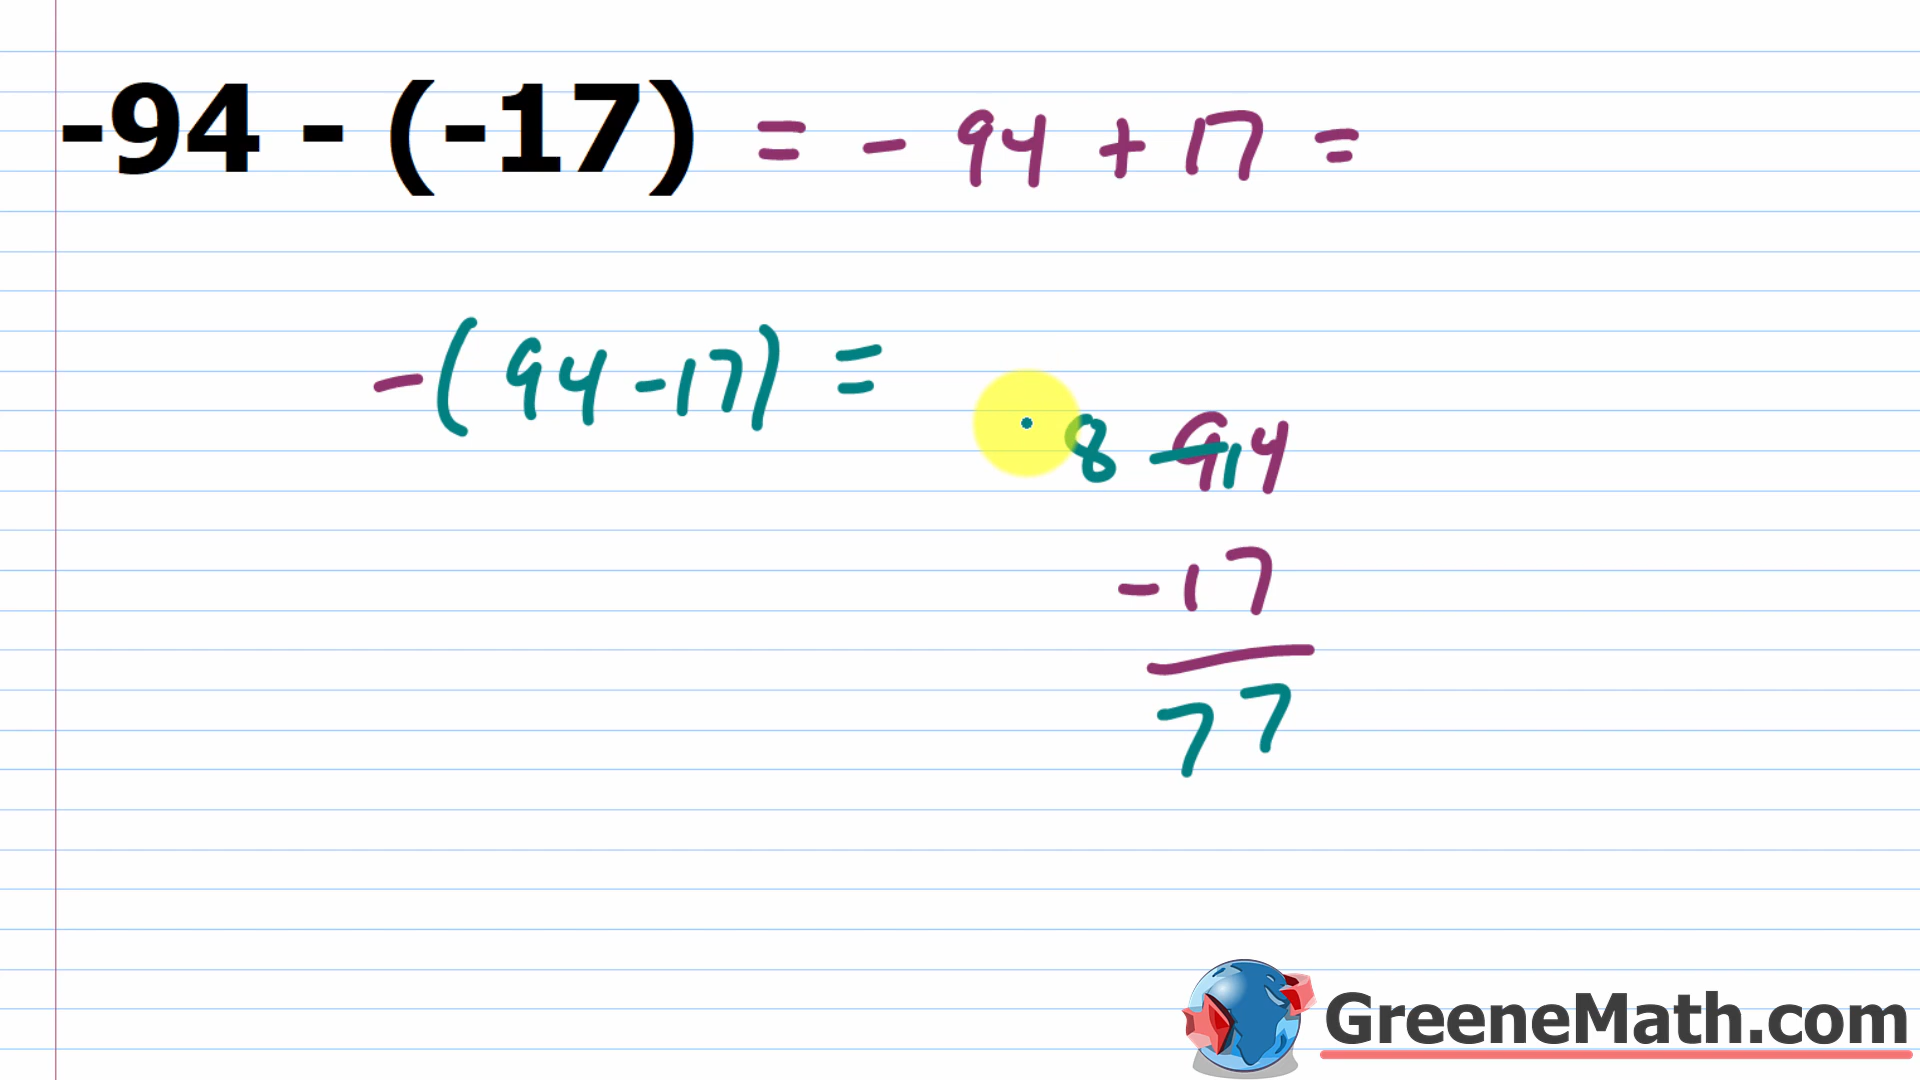 -94 - (-17) = - 94 + 17 =
-( 94 - 17) =
8 9 14
- 17
77
GreeneMath.com